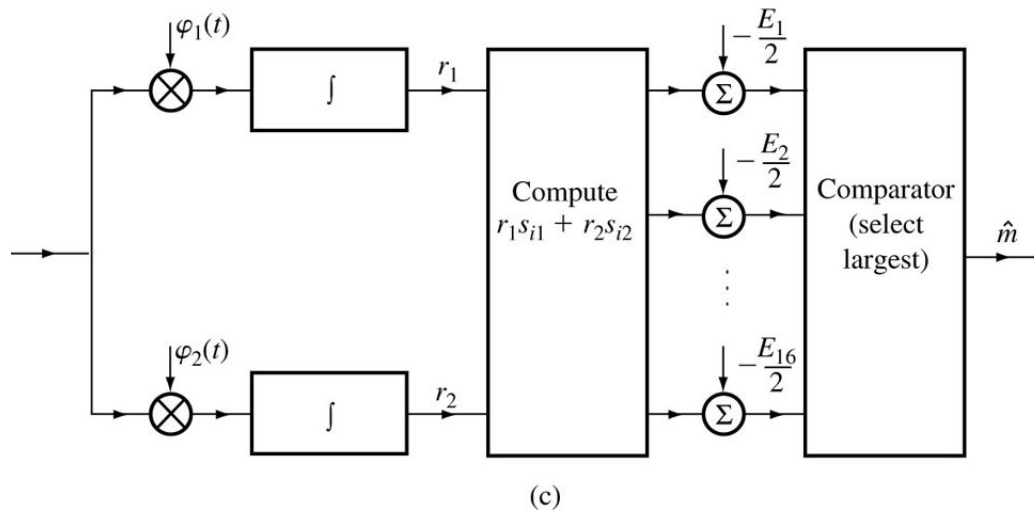 φ₁(t)
∫
r₁
− E₁/2
Σ
− E₂/2
Σ
Compute
r₁sᵢ₁ + r₂sᵢ₂
Comparator
(select
largest)
m̂
φ₂(t)
∫
r₂
− E₁₆/2
Σ
(c)